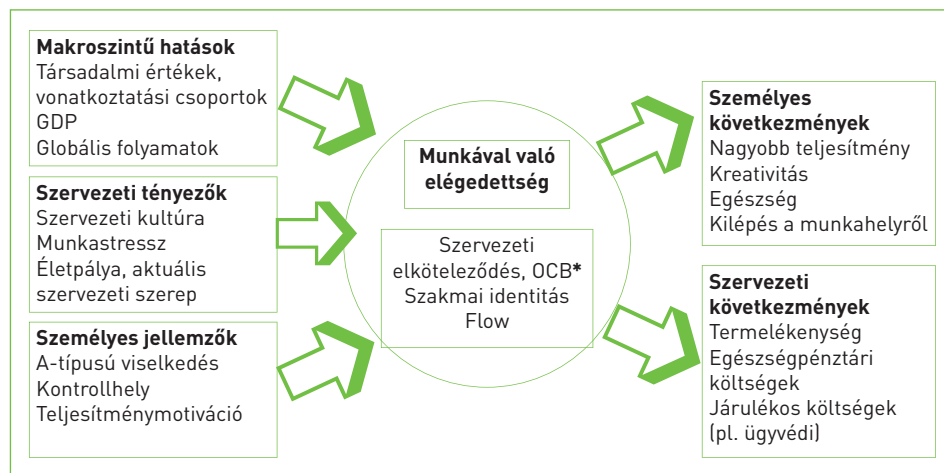 Makroszintű hatások
Társadalmi értékek,
vonatkoztatási csoportok
GDP
Globális folyamatok
Szervezeti tényezők
Szervezeti kultúra
Munkastressz
Életpálya, aktuális
szervezeti szerep
Személyes jellemzők
A-típusú viselkedés
Kontrollhely
Teljesítménymotiváció
Munkával való
elégedettség
Szervezeti
elköteleződés, OCB*
Szakmai identitás
Flow
Személyes
következmények
Nagyobb teljesítmény
Kreativitás
Egészség
Kilépés a munkahelyről
Szervezeti
következmények
Termelékenység
Egészségpénztári
költségek
Járulékos költségek
(pl. ügyvédi)